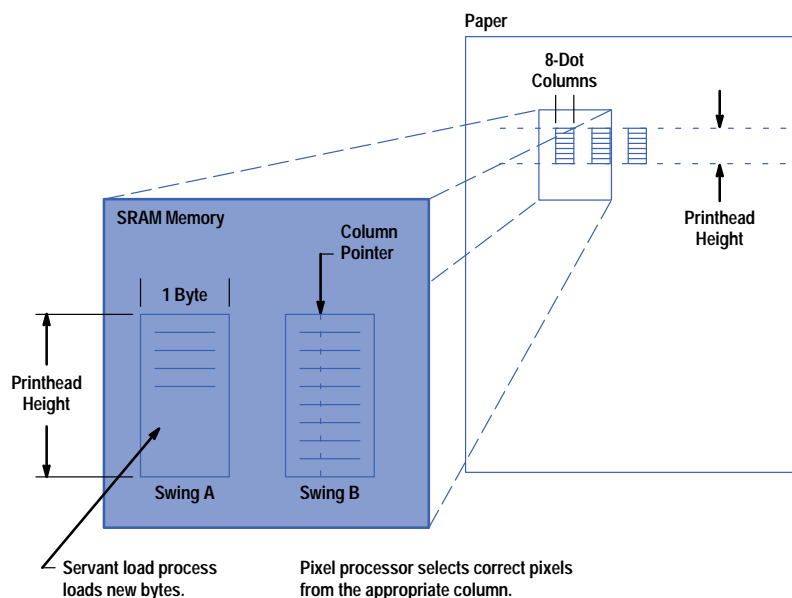 Paper
8-Dot
Columns
Printhead
Height
SRAM Memory
Column
Pointer
1 Byte
Printhead
Height
Swing A
Swing B
Servant load process
loads new bytes.
Pixel processor selects correct pixels
from the appropriate column.